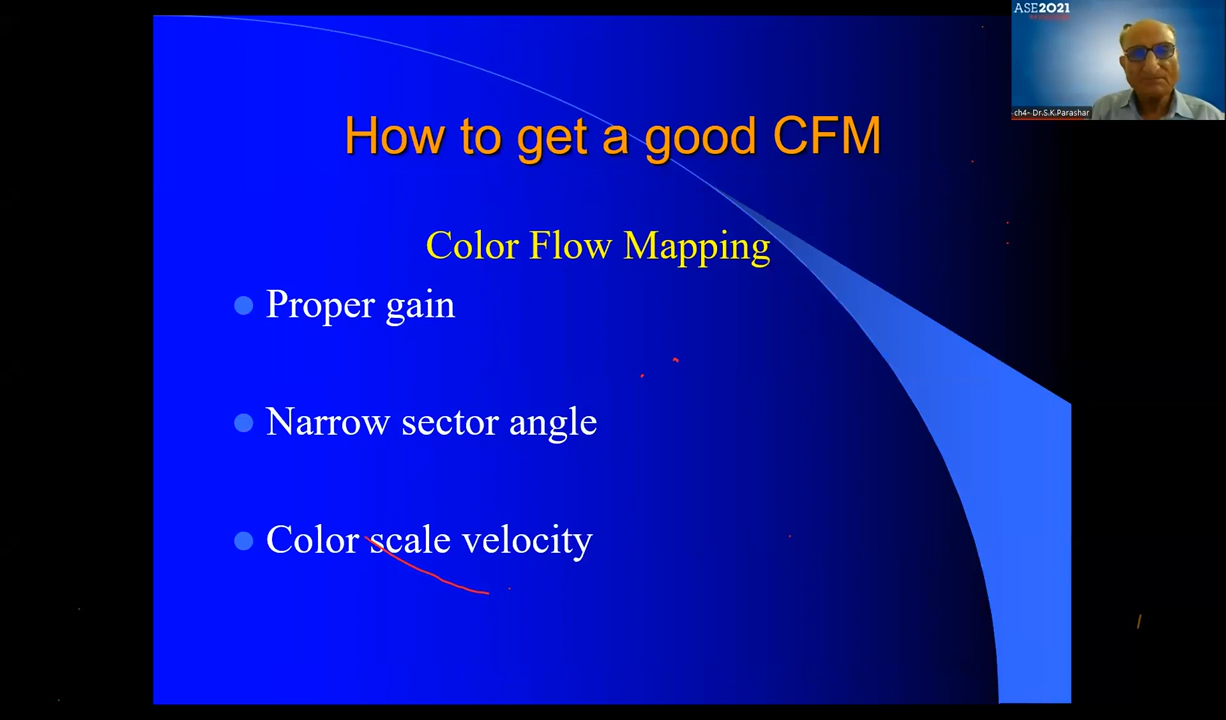 ASE2021
ch4- Dr.S.K.Parashar
How to get a good CFM
Color Flow Mapping
Proper gain
Narrow sector angle
Color scale velocity